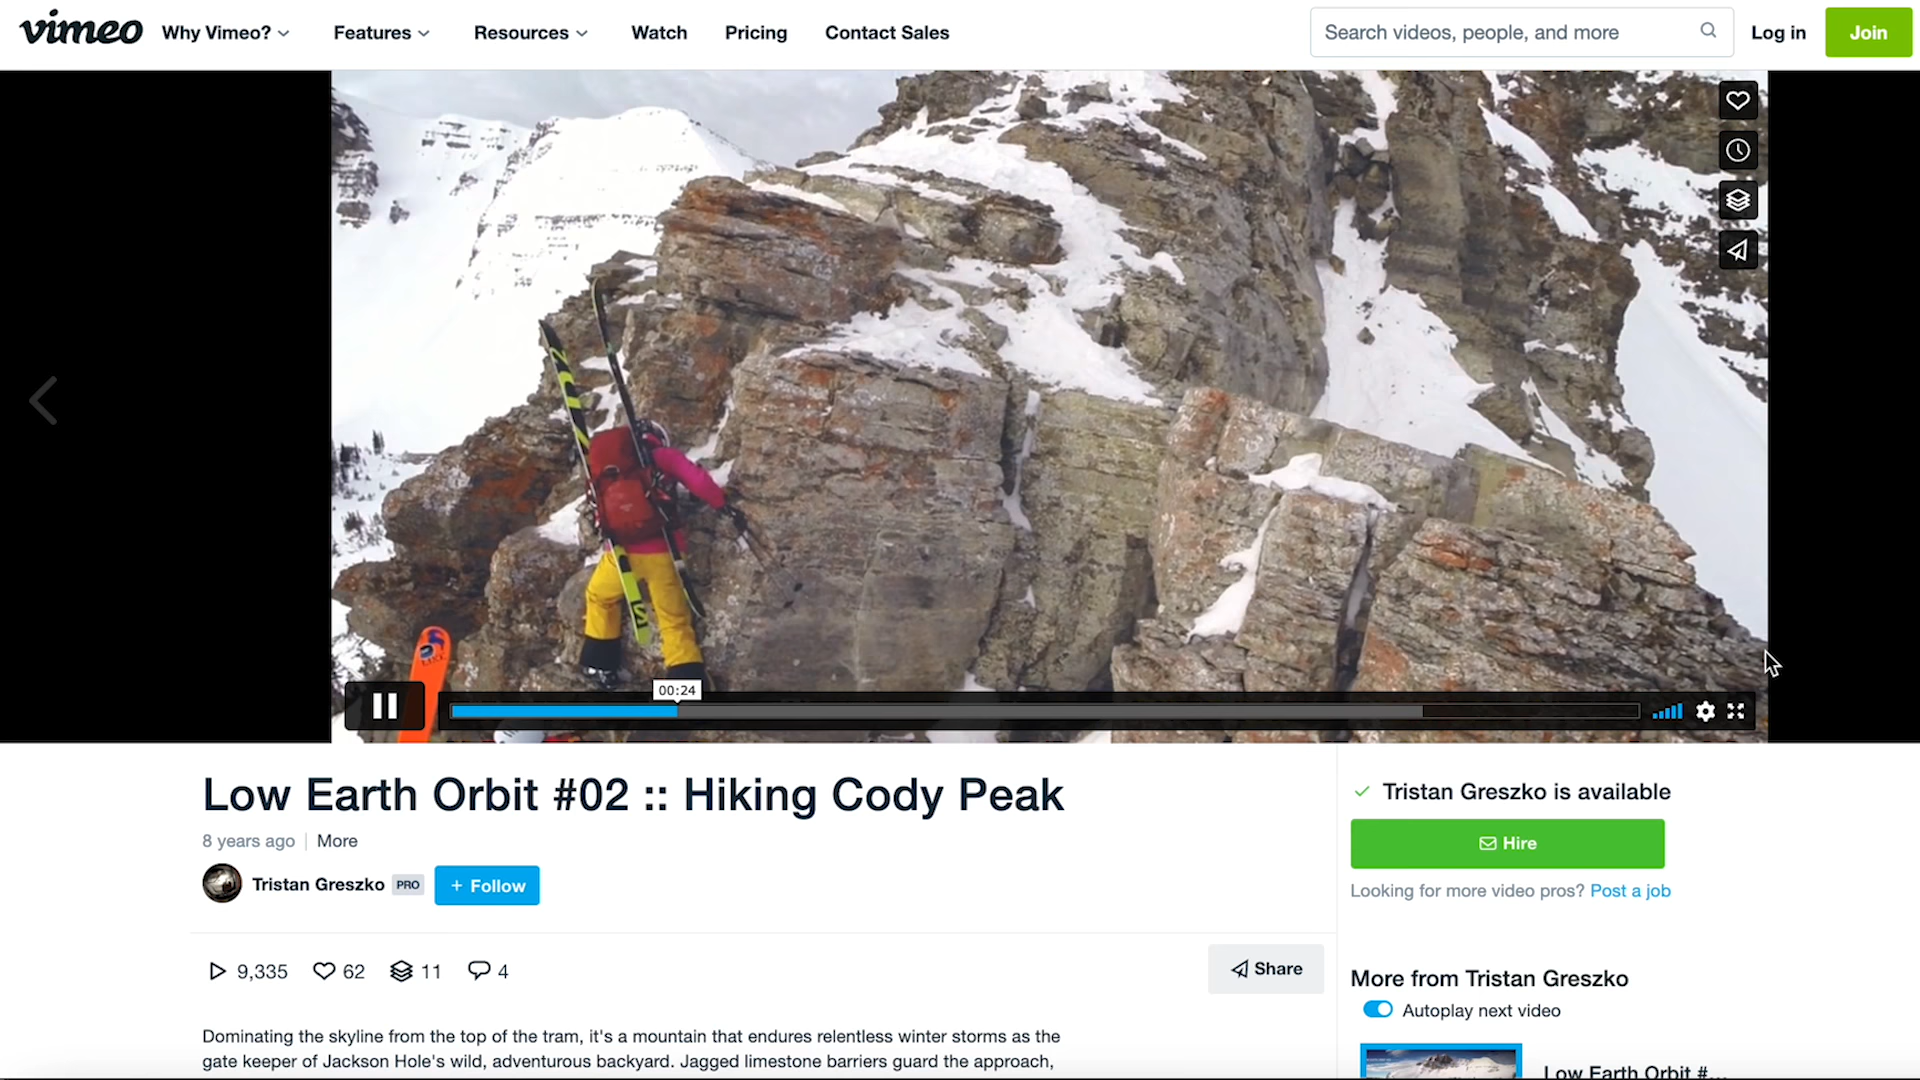 vimeo
Why Vimeo?
Features
Resources
Watch
Pricing
Contact Sales
Search videos, people, and more
Log in
Join
00:24
Low Earth Orbit #02 :: Hiking Cody Peak
8 years ago
More
Tristan Greszko PRO
+ Follow
9,335
62
11
4
Share
Dominating the skyline from the top of the tram, it's a mountain that endures relentless winter storms as the
gate keeper of Jackson Hole's wild, adventurous backyard. Jagged limestone barriers guard the approach,
Tristan Greszko is available
Hire
Looking for more video pros? Post a job
More from Tristan Greszko
Autoplay next video
Low Earth Orbit #...